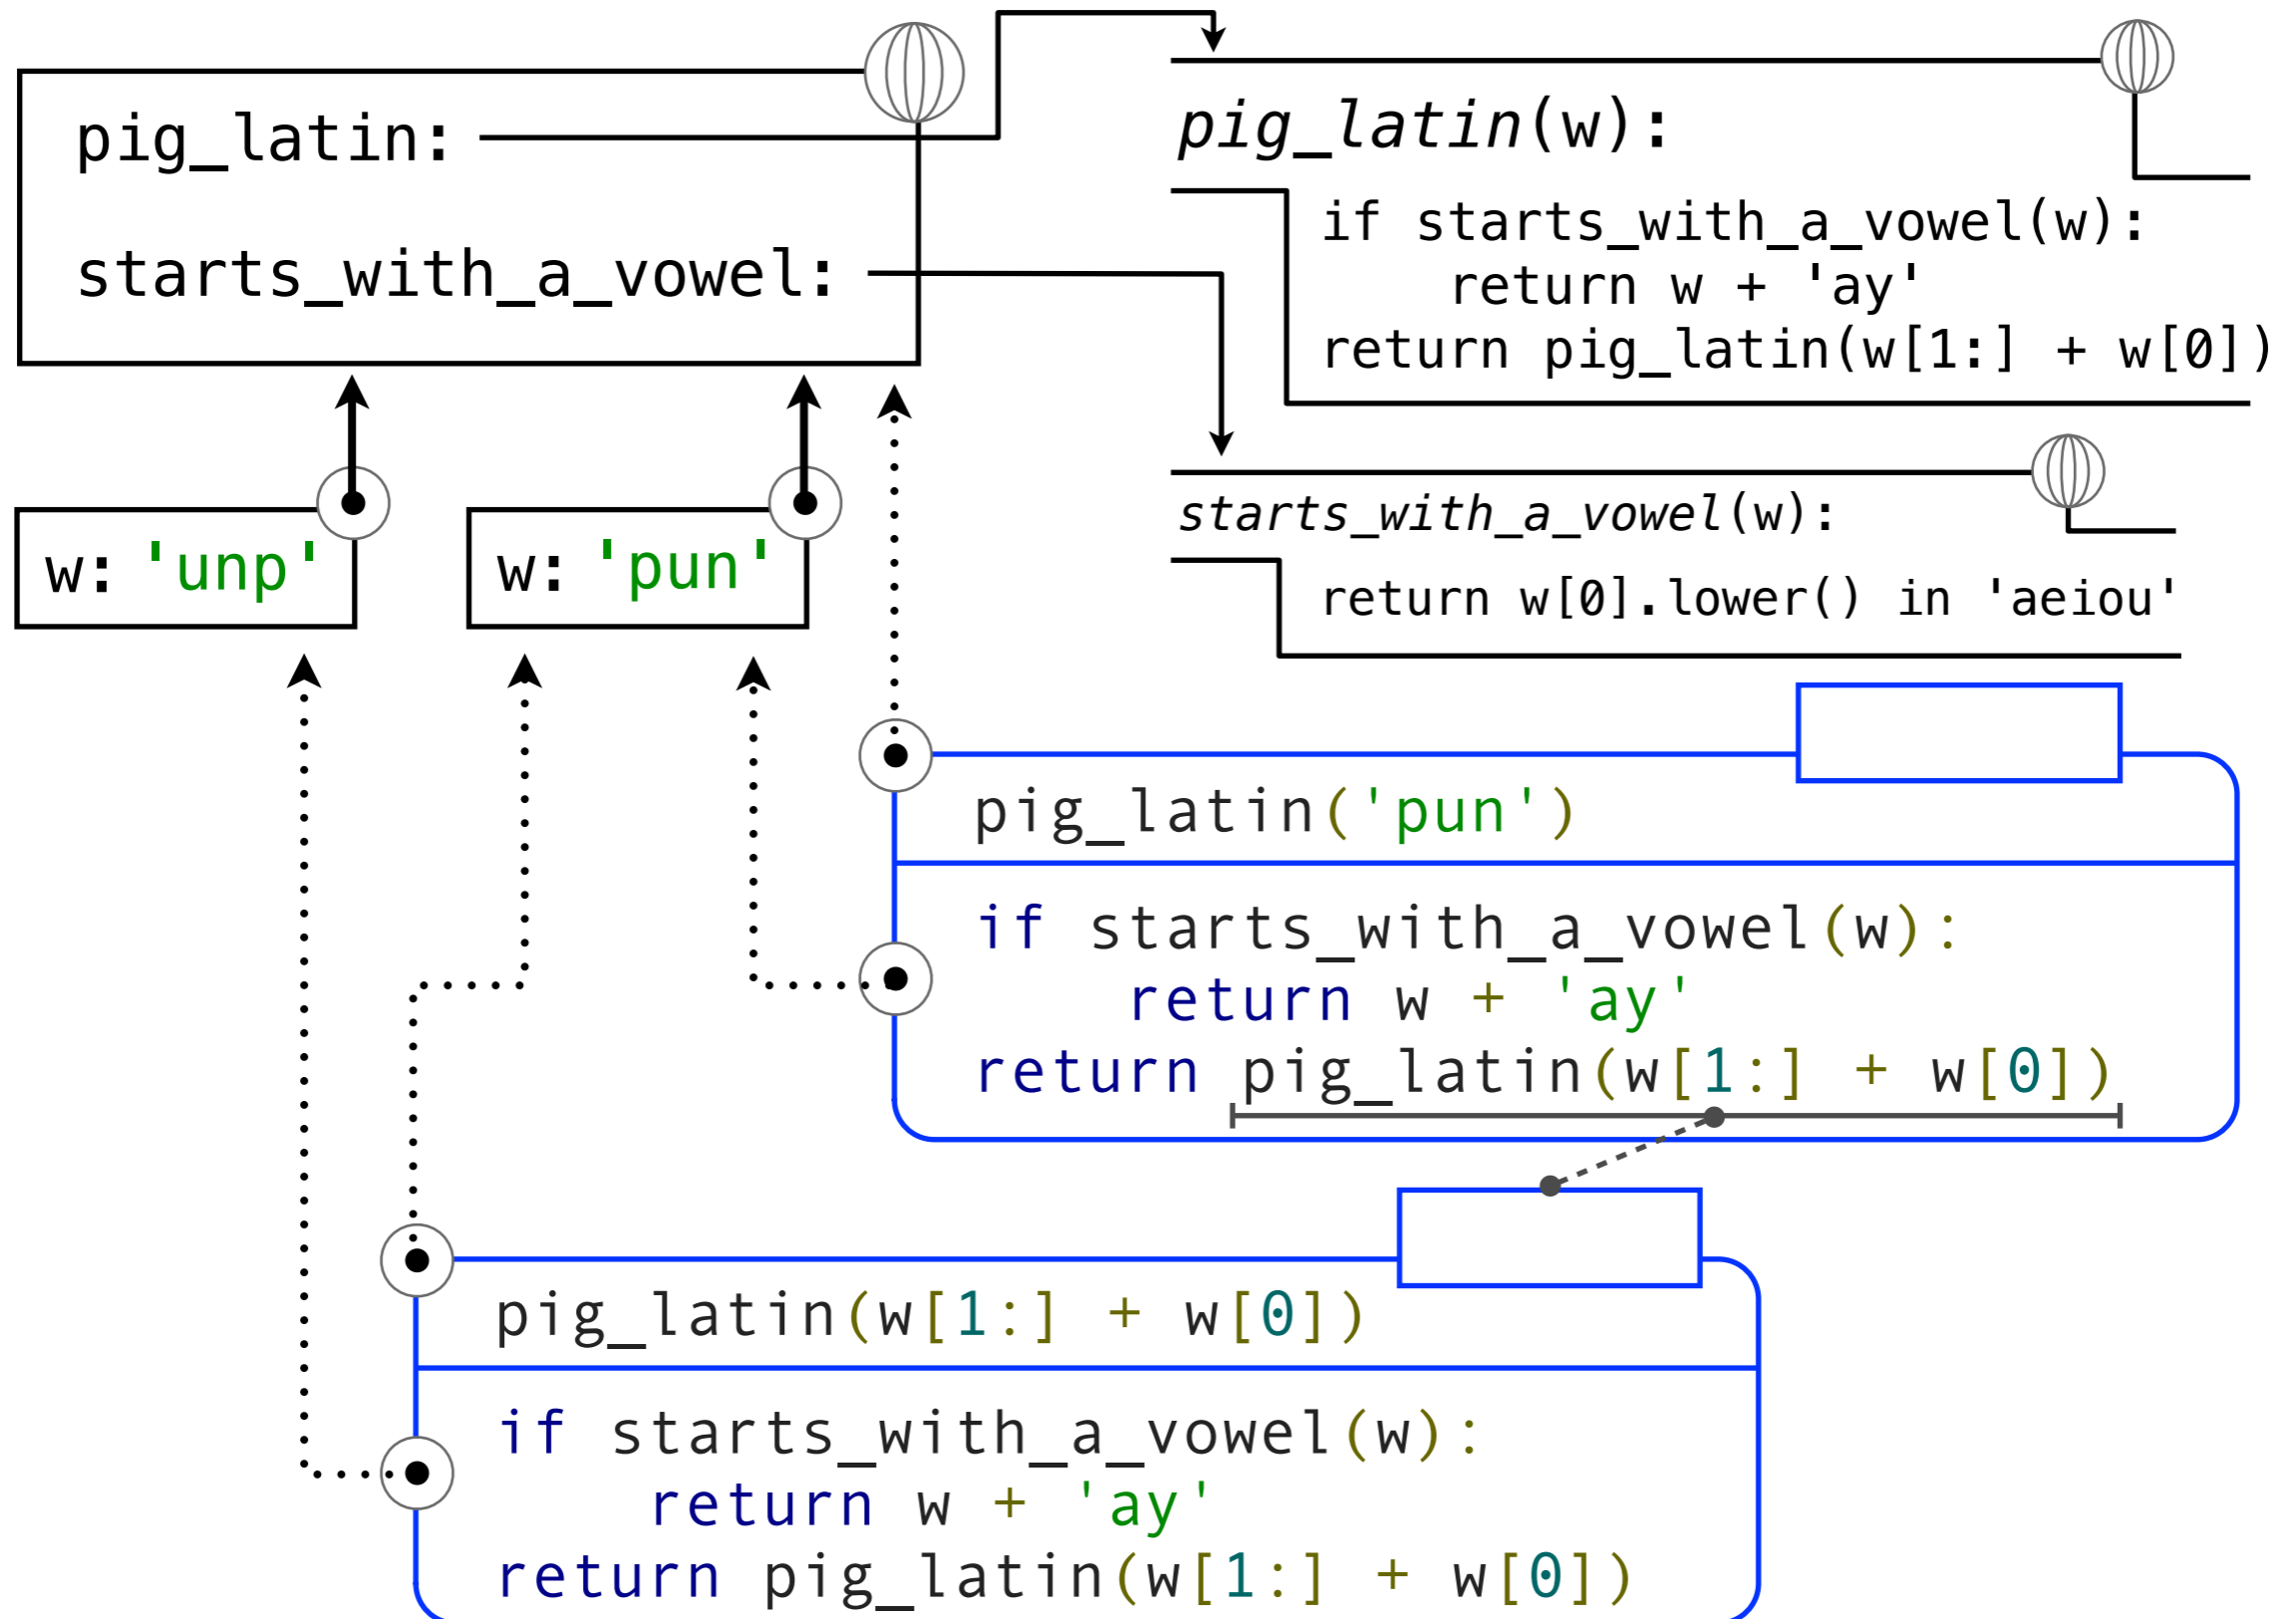 pig_latin:
starts_with_a_vowel:
pig_latin(w):
if starts_with_a_vowel(w):
    return w + 'ay'
return pig_latin(w[1:] + w[0])
starts_with_a_vowel(w):
return w[0].lower() in 'aeiou'
w: 'unp'
w: 'pun'
pig_latin('pun')
if starts_with_a_vowel(w):
    return w + 'ay'
return pig_latin(w[1:] + w[0])
pig_latin(w[1:] + w[0])
if starts_with_a_vowel(w):
    return w + 'ay'
return pig_latin(w[1:] + w[0])